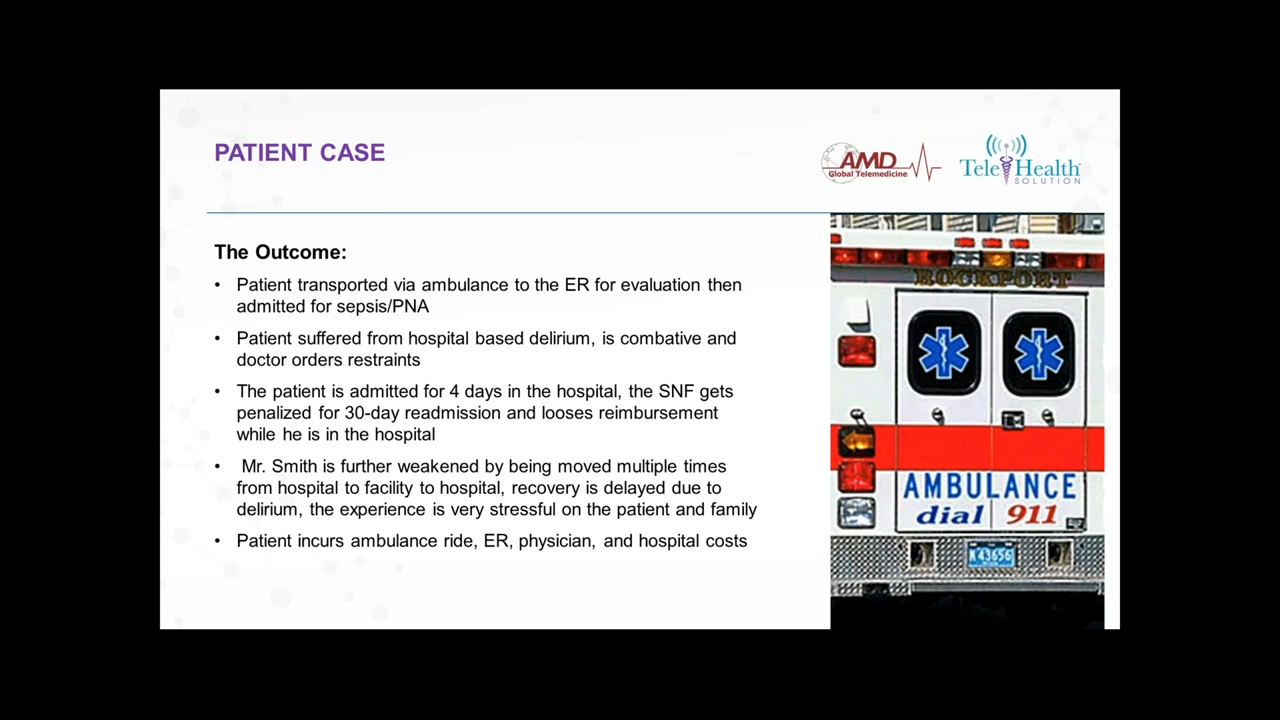 PATIENT CASE
AMD
Global Telemedicine
TeleHealth
SOLUTION
The Outcome:
• Patient transported via ambulance to the ER for evaluation then
admitted for sepsis/PNA
• Patient suffered from hospital based delirium, is combative and
doctor orders restraints
• The patient is admitted for 4 days in the hospital, the SNF gets
penalized for 30-day readmission and looses reimbursement
while he is in the hospital
• Mr. Smith is further weakened by being moved multiple times
from hospital to facility to hospital, recovery is delayed due to
delirium, the experience is very stressful on the patient and family
• Patient incurs ambulance ride, ER, physician, and hospital costs
ROCKPORT
AMBULANCE
dial 911
N43656